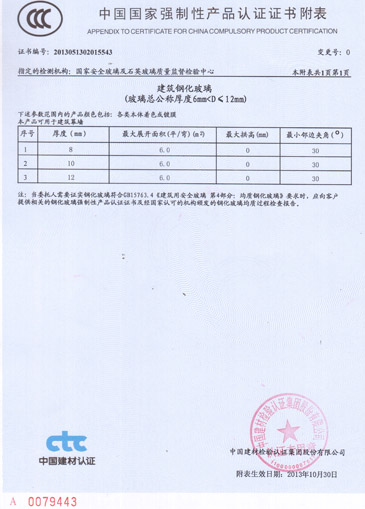 中国国家强制性产品认证证书附表
APPENDIX TO CERTIFICATE FOR CHINA COMPULSORY PRODUCT CERTIFICATION
证书编号: 2013051302015543 变更号: 0
指定的检测机构: 国家安全玻璃及石英玻璃质量监督检验中心 本附表共1页第1页
建筑钢化玻璃
(玻璃总公称厚度6mm<D≤12mm)
下述参数范围内的产品颜色包括: 各类本体着色或镀膜
本产品可用于建筑幕墙
序号 厚度 (mm) 最大展开面积(平/弯)(㎡) 最大拱高(mm) 最小邻边夹角(°)
1 8 6.0 0 30
2 10 6.0 0 30
3 12 6.0 0 30
注: 当委托人需要证实钢化玻璃符合GB15763.4《建筑用安全玻璃 第4部分: 均质钢化玻璃》要求时, 应向客户
提供相关的钢化玻璃强制性产品认证证书及经国家认可的机构颁发的钢化玻璃均质过程检查报告。
ctc
中国建材认证
中国建材检验认证集团股份有限公司
附表生效日期: 2013年10月30日
A 0079443